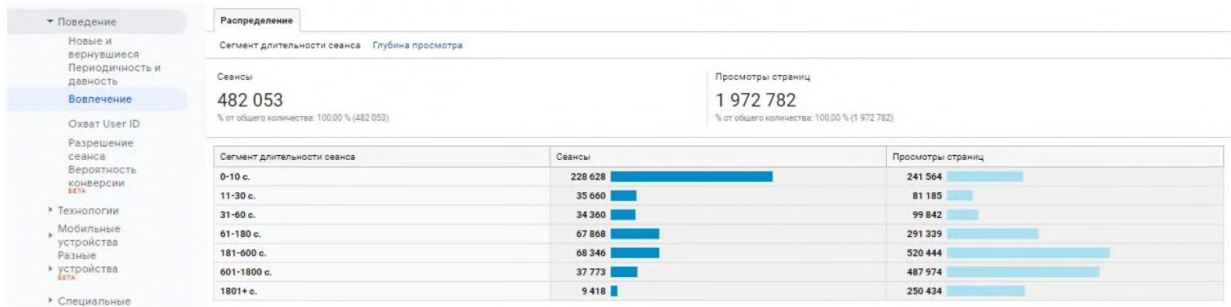 Поведение
Новые и
вернувшиеся
Периодичность и
давность
Вовлечение
Охват User ID
Разрешение
сеанса
Вероятность
конверсии
БЕТА
Технологии
Мобильные
устройства
Разные
устройства
БЕТА
Специальные
Распределение
Сегмент длительности сеанса Глубина просмотра
Сеансы
482 053
% от общего количества: 100,00 % (482 053)
Просмотры страниц
1 972 782
% от общего количества: 100,00 % (1 972 782)
Сегмент длительности сеанса Сеансы Просмотры страниц
0-10 с. 228 628 241 564
11-30 с. 35 660 81 185
31-60 с. 34 360 99 842
61-180 с. 67 868 291 339
181-600 с. 68 346 520 444
601-1800 с. 37 773 487 974
1801+ с. 9 418 250 434